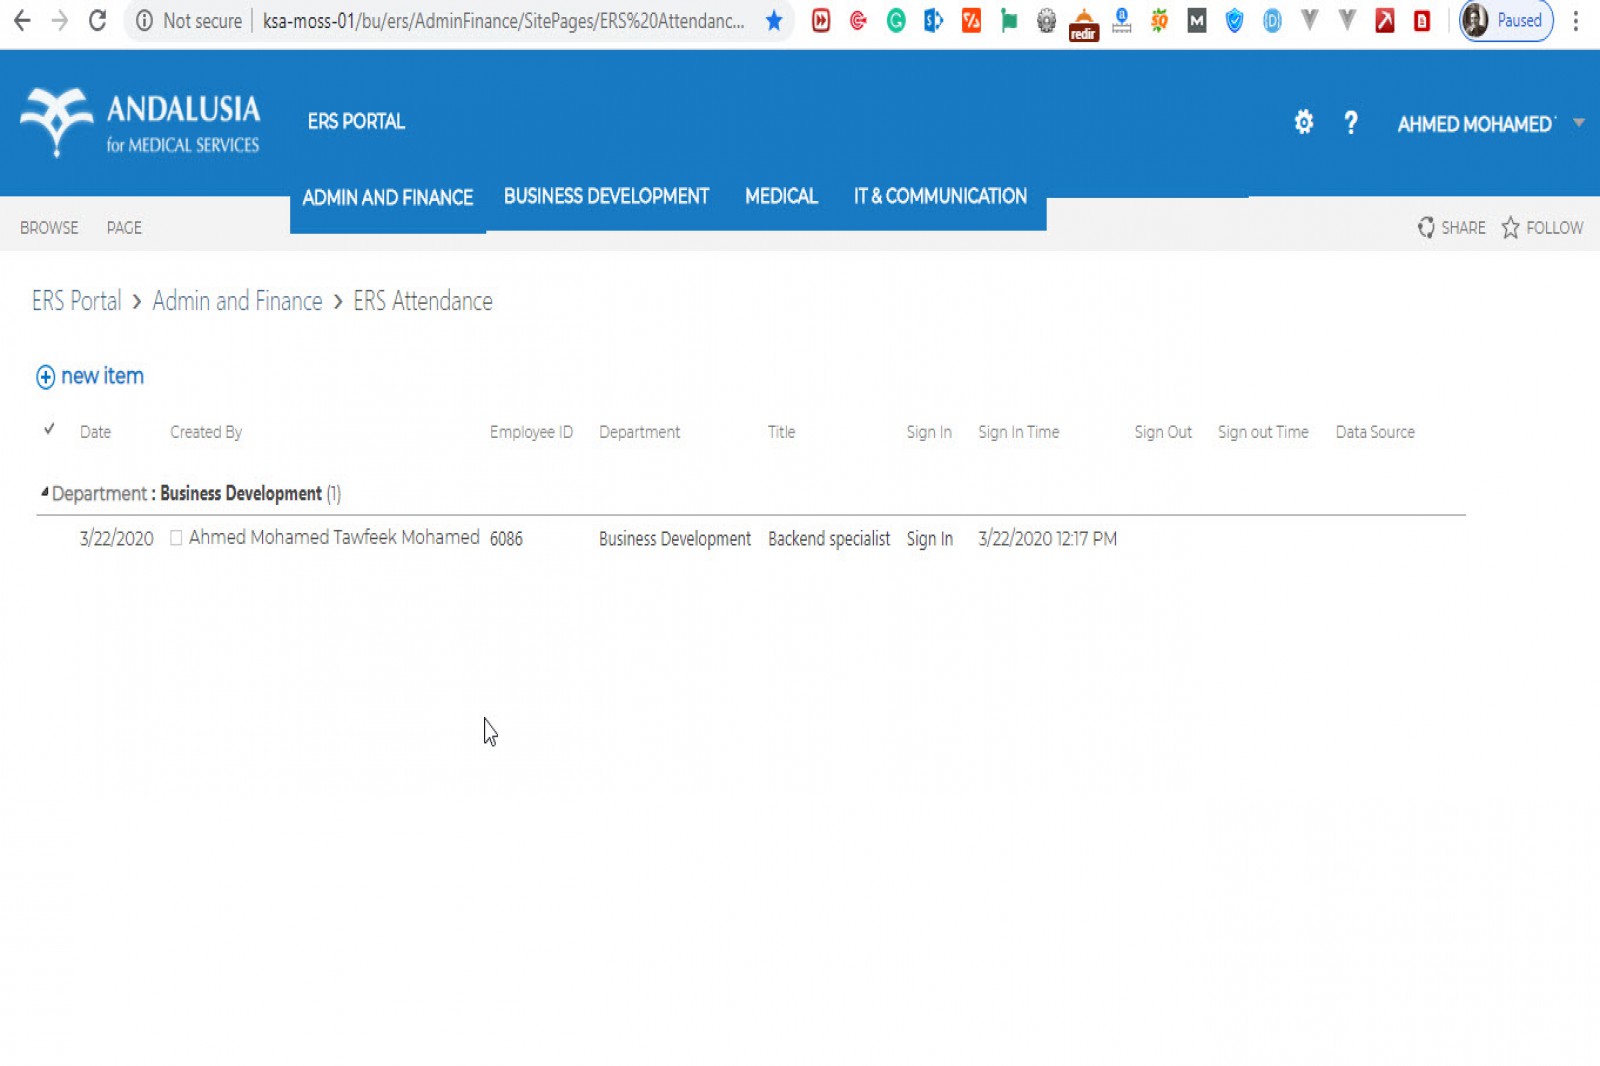 Not secure ksa-moss-01/bu/ers/AdminFinance/SitePages/ERS%20Attendanc... redir Paused
ANDALUSIA
for MEDICAL SERVICES
ERS PORTAL
AHMED MOHAMED
ADMIN AND FINANCE BUSINESS DEVELOPMENT MEDICAL IT & COMMUNICATION
BROWSE PAGE SHARE FOLLOW
ERS Portal > Admin and Finance > ERS Attendance
new item
Date Created By Employee ID Department Title Sign In Sign In Time Sign Out Sign out Time Data Source
Department : Business Development (1)
3/22/2020 Ahmed Mohamed Tawfeek Mohamed 6086 Business Development Backend specialist Sign In 3/22/2020 12:17 PM